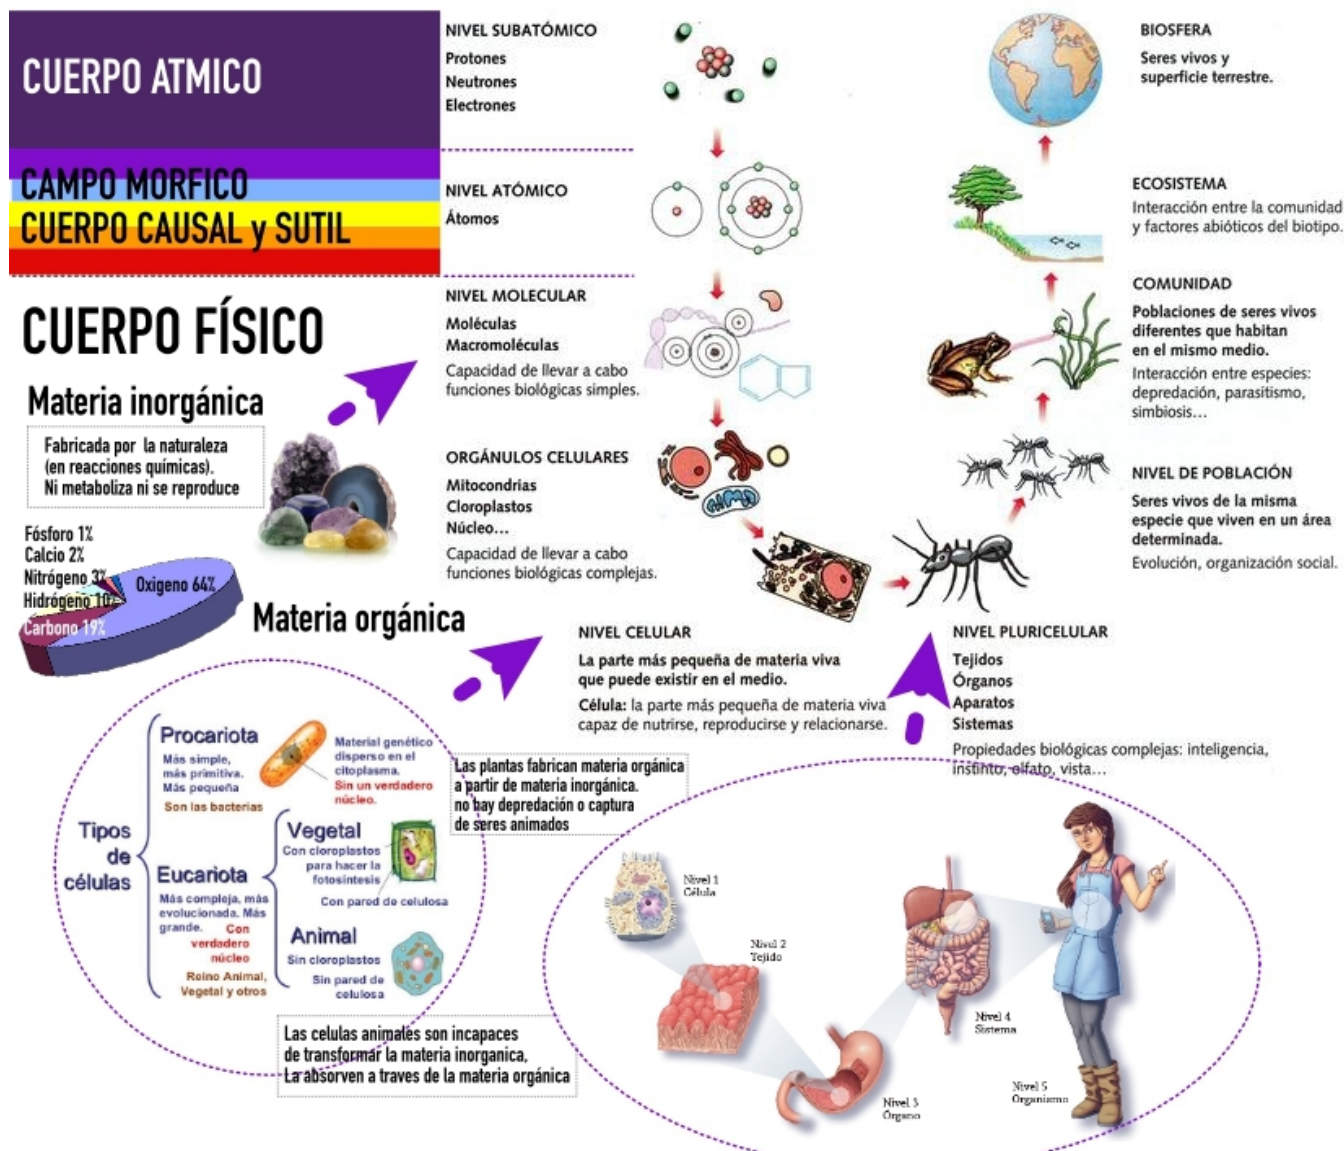 CUERPO ATMICO
CAMPO MORFICO
CUERPO CAUSAL y SUTIL
NIVEL SUBATÓMICO
Protones
Neutrones
Electrones
NIVEL ATÓMICO
Átomos
NIVEL MOLECULAR
Moléculas
Macromoléculas
Capacidad de llevar a cabo
funciones biológicas simples.
ORGÁNULOS CELULARES
Mitocondrias
Cloroplastos
Núcleo...
Capacidad de llevar a cabo
funciones biológicas complejas.
BIOSFERA
Seres vivos y
superficie terrestre.
ECOSISTEMA
Interacción entre la comunidad
y factores abióticos del biotipo.
COMUNIDAD
Poblaciones de seres vivos
diferentes que habitan
en el mismo medio.
Interacción entre especies:
depredación, parasitismo,
simbiosis...
NIVEL DE POBLACIÓN
Seres vivos de la misma
especie que viven en un área
determinada.
Evolución, organización social.
CUERPO FÍSICO
Materia inorgánica
Fabricada por la naturaleza
(en reacciones químicas).
Ni metaboliza ni se reproduce
Fósforo 1%
Calcio 2%
Nitrógeno 3%
Hidrógeno 10%
Oxigeno 64%
Carbono 19%
Materia orgánica
NIVEL CELULAR
La parte más pequeña de materia viva
que puede existir en el medio.
Célula: la parte más pequeña de materia viva
capaz de nutrirse, reproducirse y relacionarse.
NIVEL PLURICELULAR
Tejidos
Órganos
Aparatos
Sistemas
Propiedades biológicas complejas: inteligencia,
instinto, olfato, vista...
Tipos
de
células
Procariota
Más simple,
más primitiva.
Más pequeña
Son las bacterias
Material genético
disperso en el
citoplasma.
Sin un verdadero
núcleo.
Eucariota
Más compleja, más
evolucionada. Más
grande.
Con
verdadero
núcleo
Reino Animal,
Vegetal y otros
Vegetal
Con cloroplastos
para hacer la
fotosíntesis
Con pared de celulosa
Animal
Sin cloroplastos
Sin pared de
celulosa
Las plantas fabrican materia orgánica
a partir de materia inorgánica.
no hay depredación o captura
de seres animados
Las celulas animales son incapaces
de transformar la materia inorganica,
La absorven a traves de la materia orgánica
Nivel 1
Célula
Nivel 2
Tejido
Nivel 3
Órgano
Nivel 4
Sistema
Nivel 5
Organismo